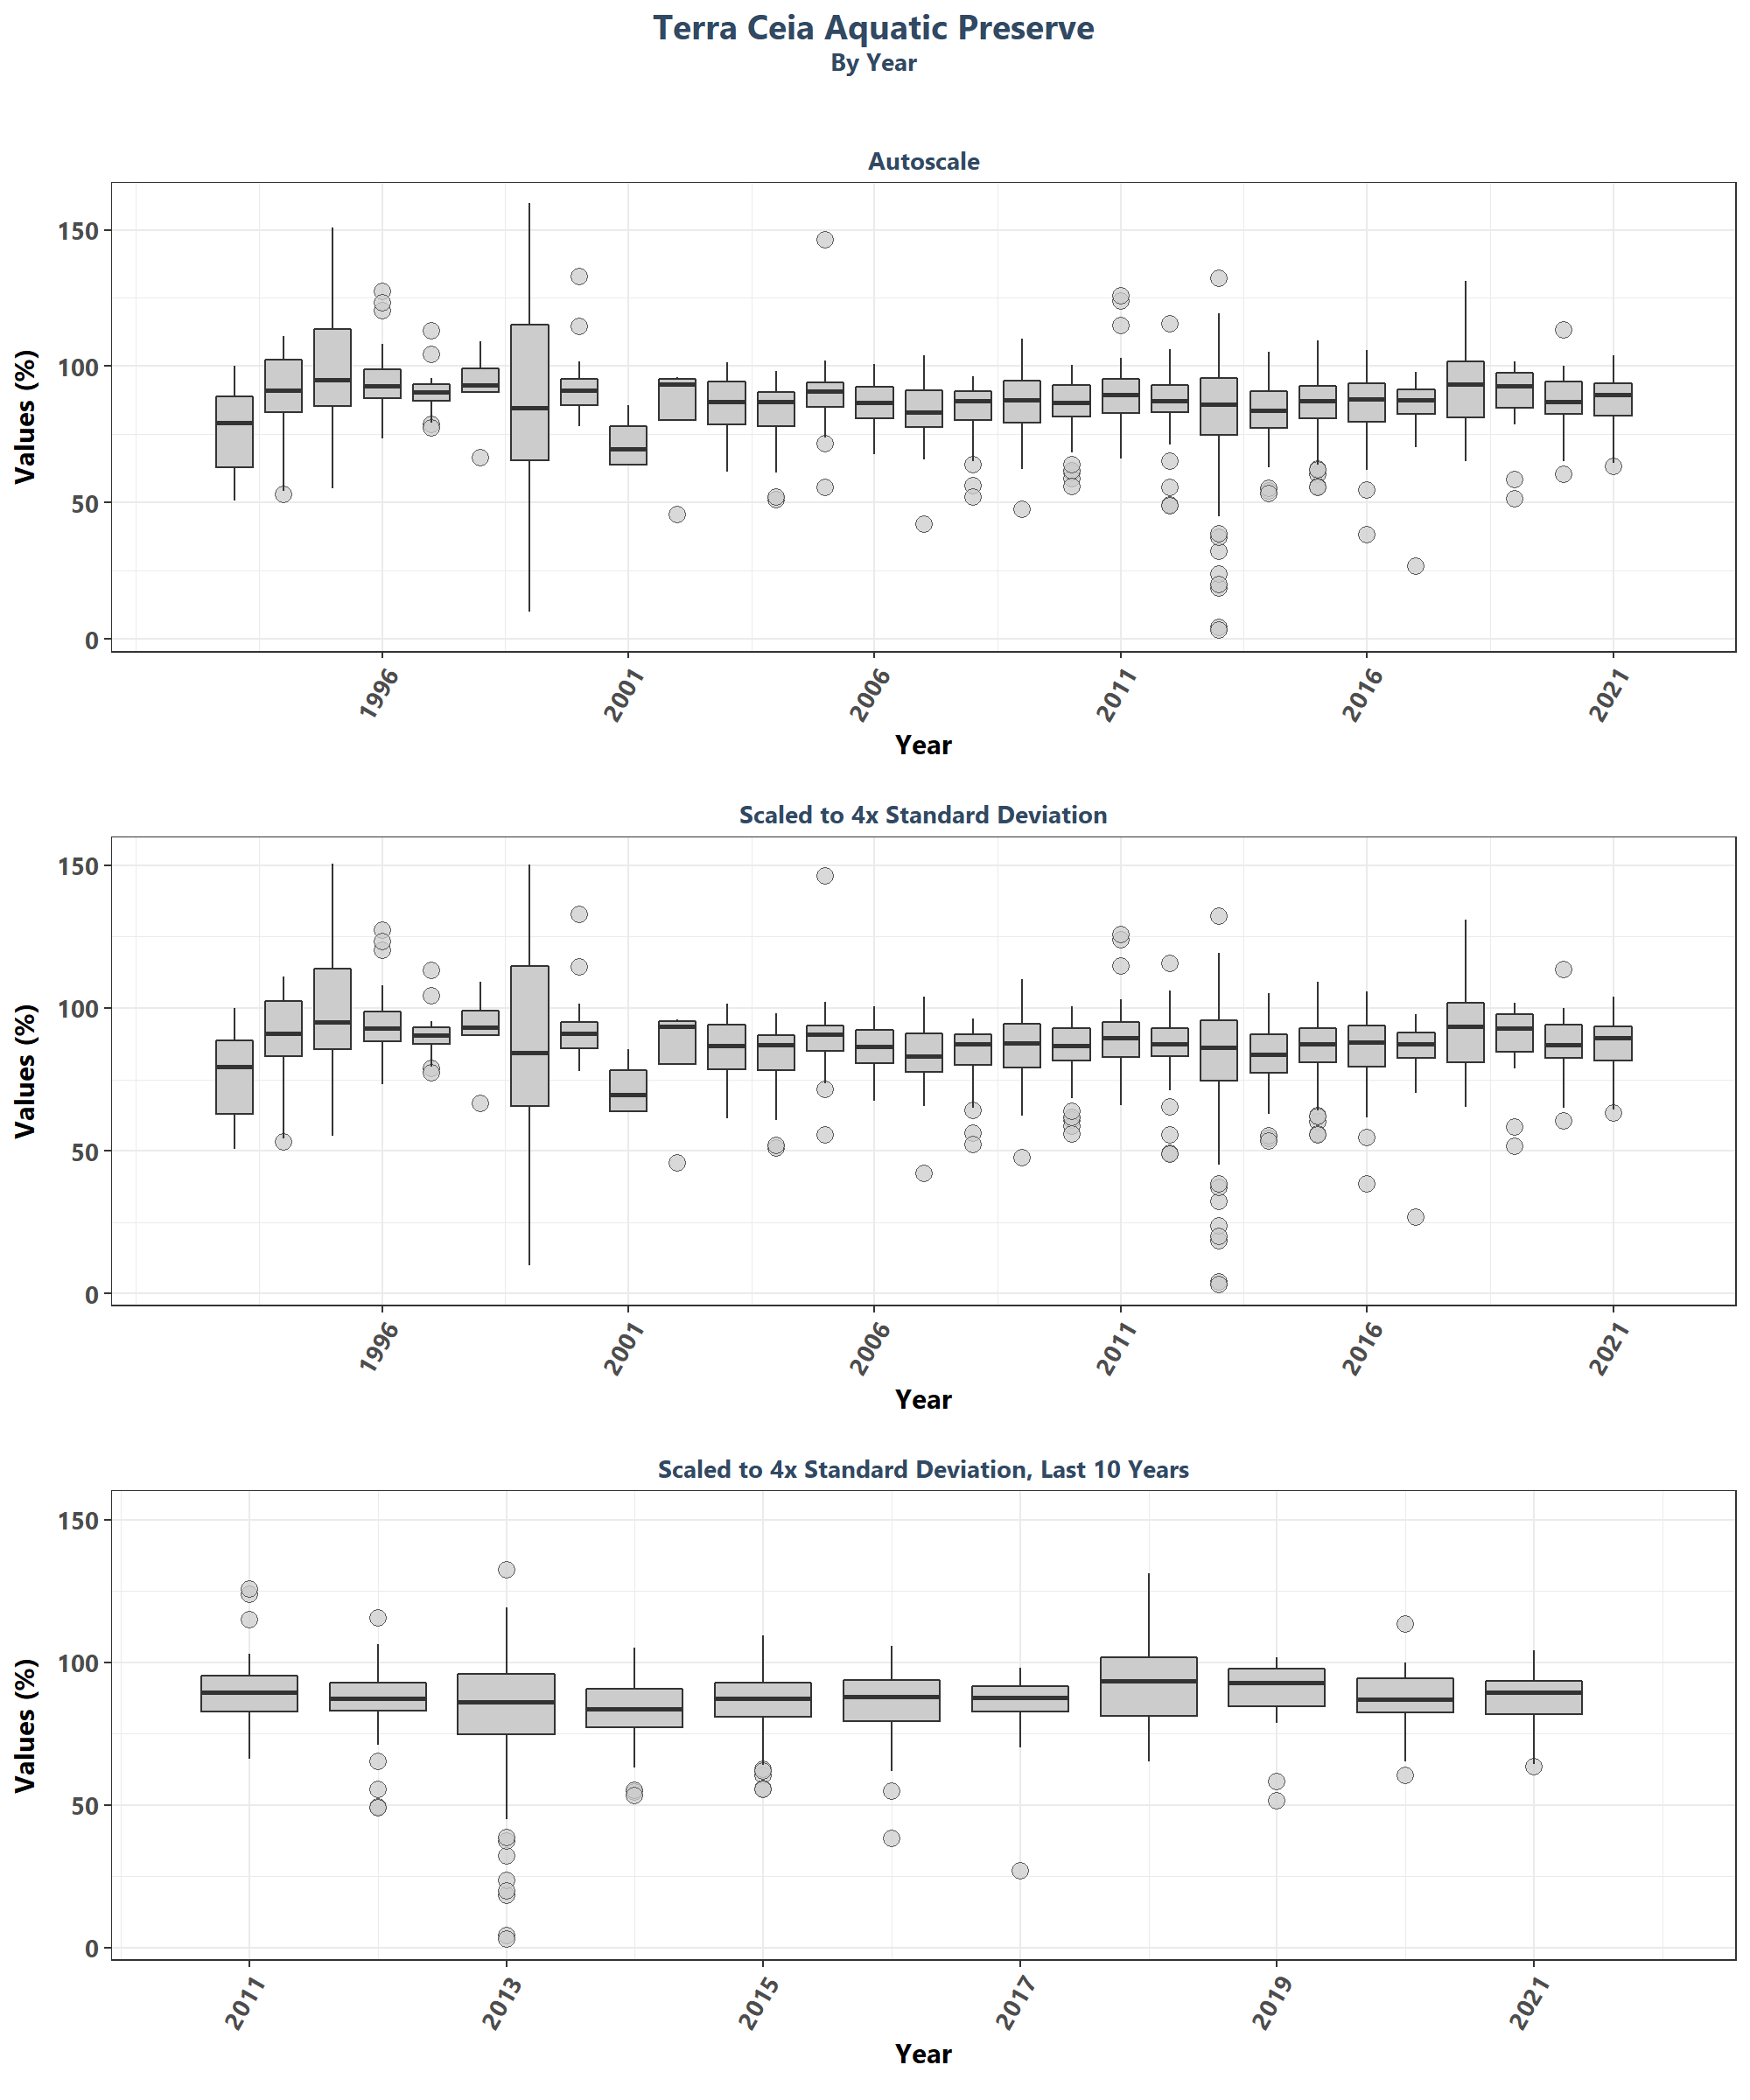 Terra Ceia Aquatic Preserve
By Year
Autoscale
Values (%)
150
100
50
0
1996 2001 2006 2011 2016 2021
Year
Scaled to 4x Standard Deviation
Values (%)
150
100
50
0
1996 2001 2006 2011 2016 2021
Year
Scaled to 4x Standard Deviation, Last 10 Years
Values (%)
150
100
50
0
2011 2013 2015 2017 2019 2021
Year